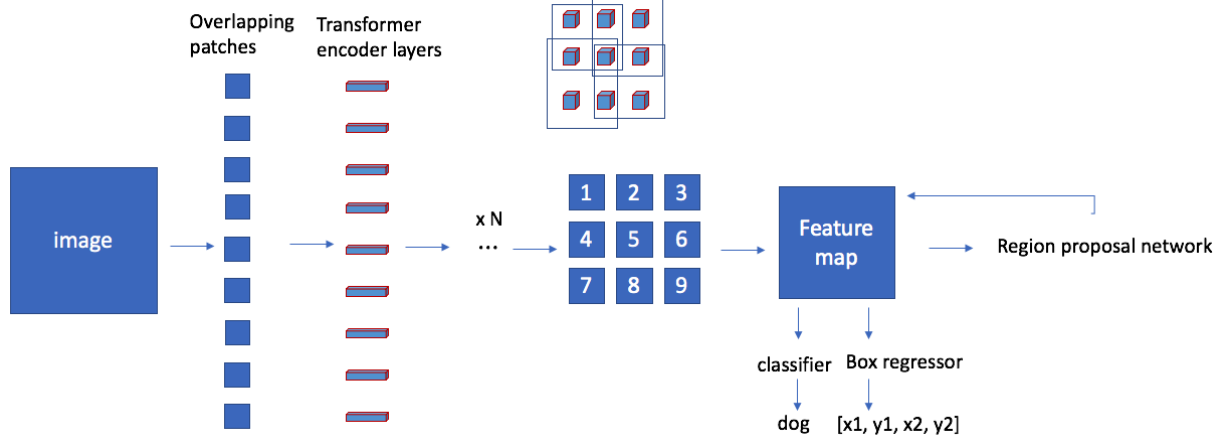 Overlapping
patches
Transformer
encoder layers
image
x N
...
1 2 3
4 5 6
7 8 9
Feature
map
Region proposal network
classifier
Box regressor
dog
[x1, y1, x2, y2]